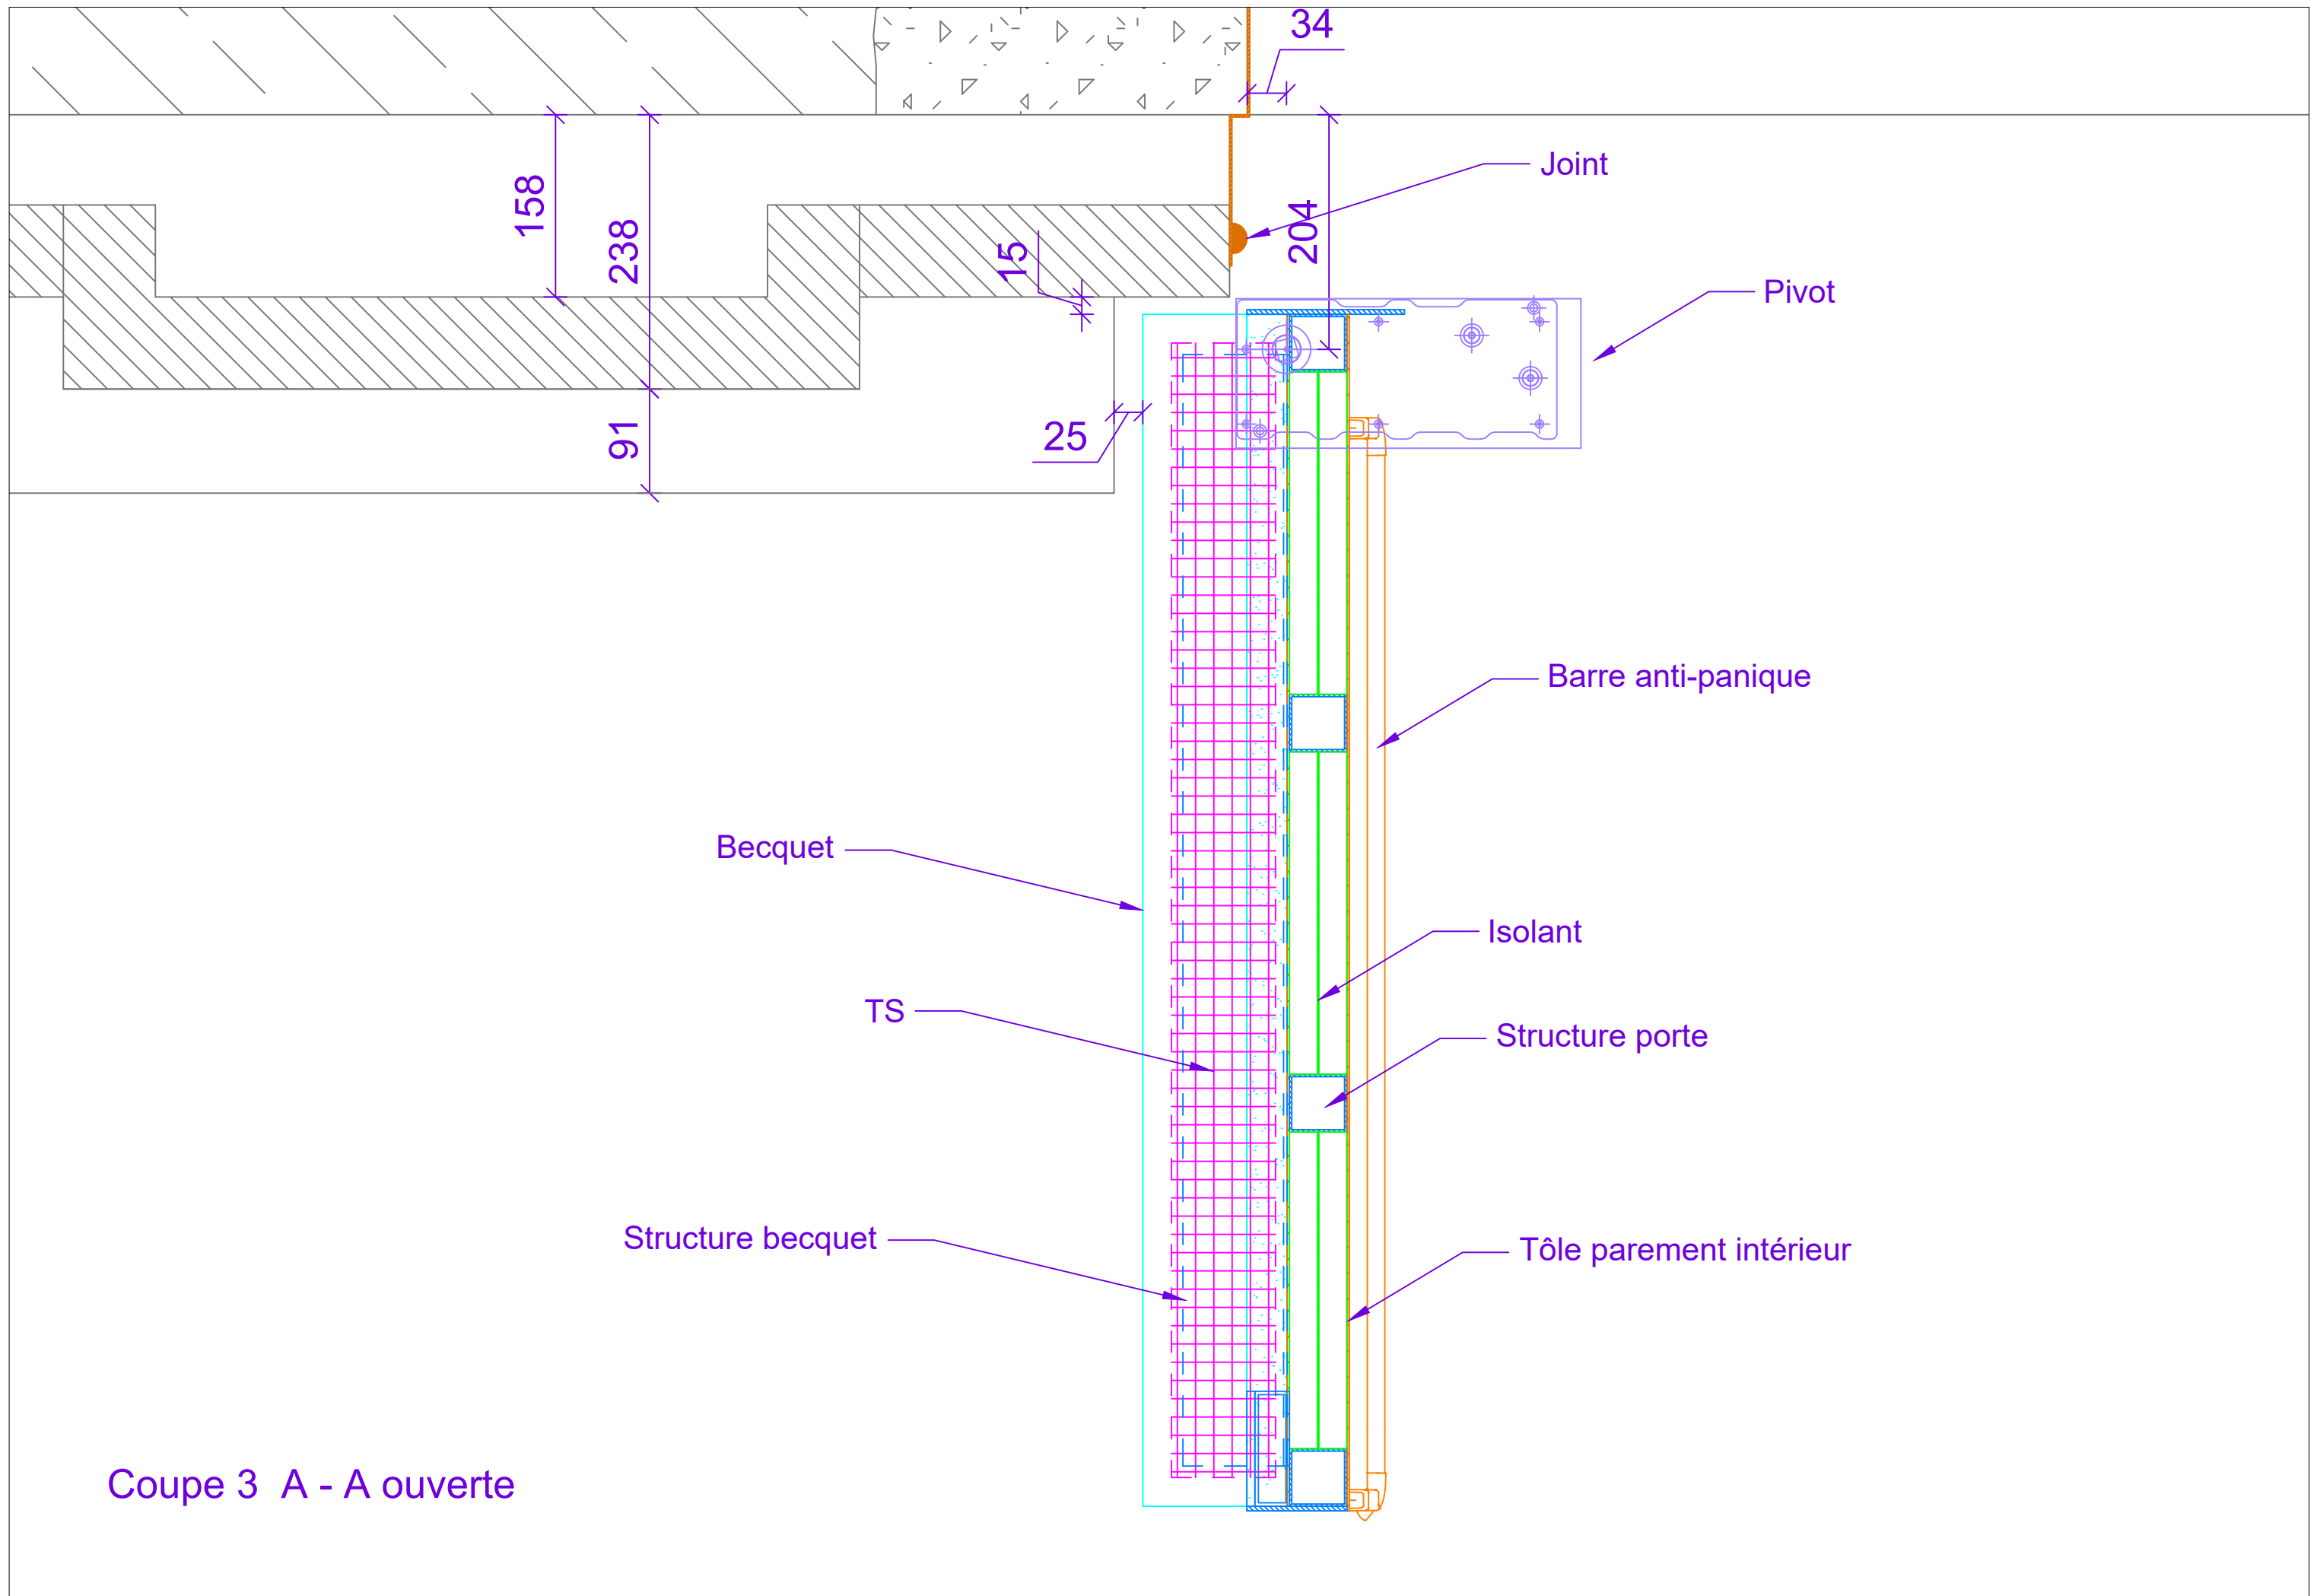 34
Joint
158
204
238
15
Pivot
25
91
Barre anti-panique
Becquet
Isolant
TS
Structure porte
Structure becquet
Tôle parement intérieur
Coupe 3 A - A ouverte